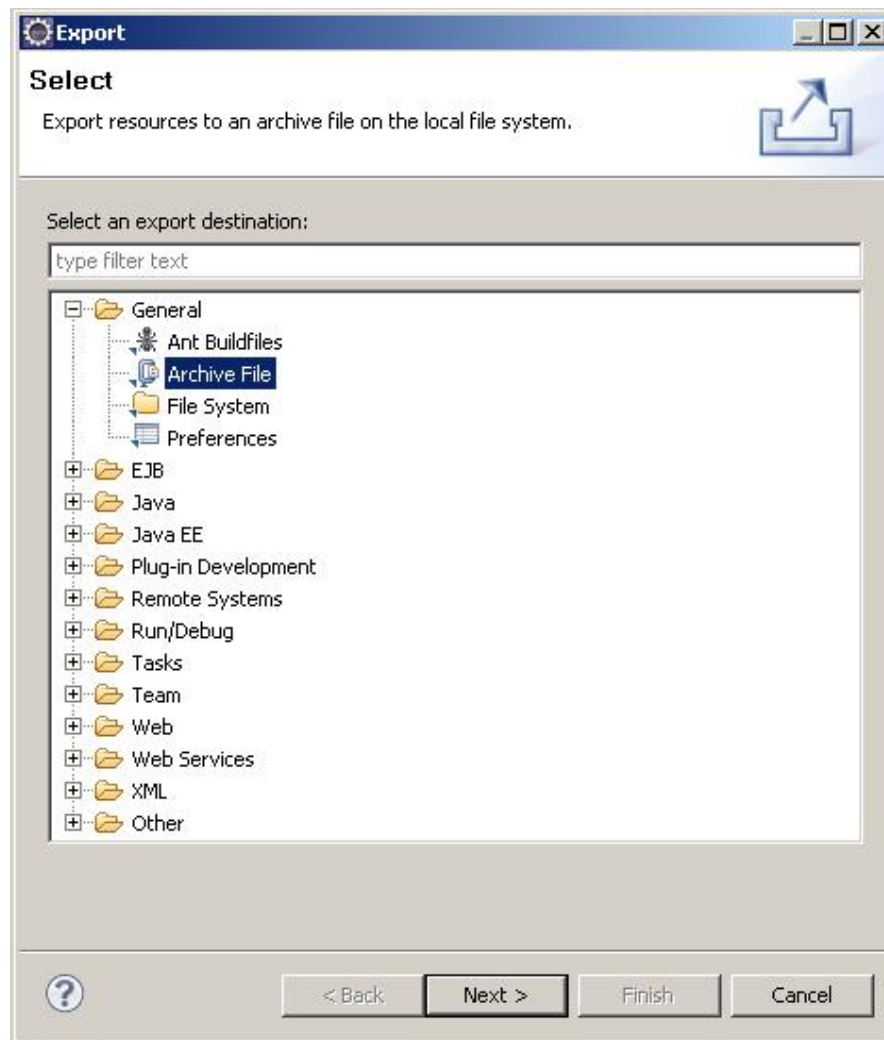 Export
Select
Export resources to an archive file on the local file system.
Select an export destination:
type filter text
General
Ant Buildfiles
Archive File
File System
Preferences
EJB
Java
Java EE
Plug-in Development
Remote Systems
Run/Debug
Tasks
Team
Web
Web Services
XML
Other
? < Back Next > Finish Cancel